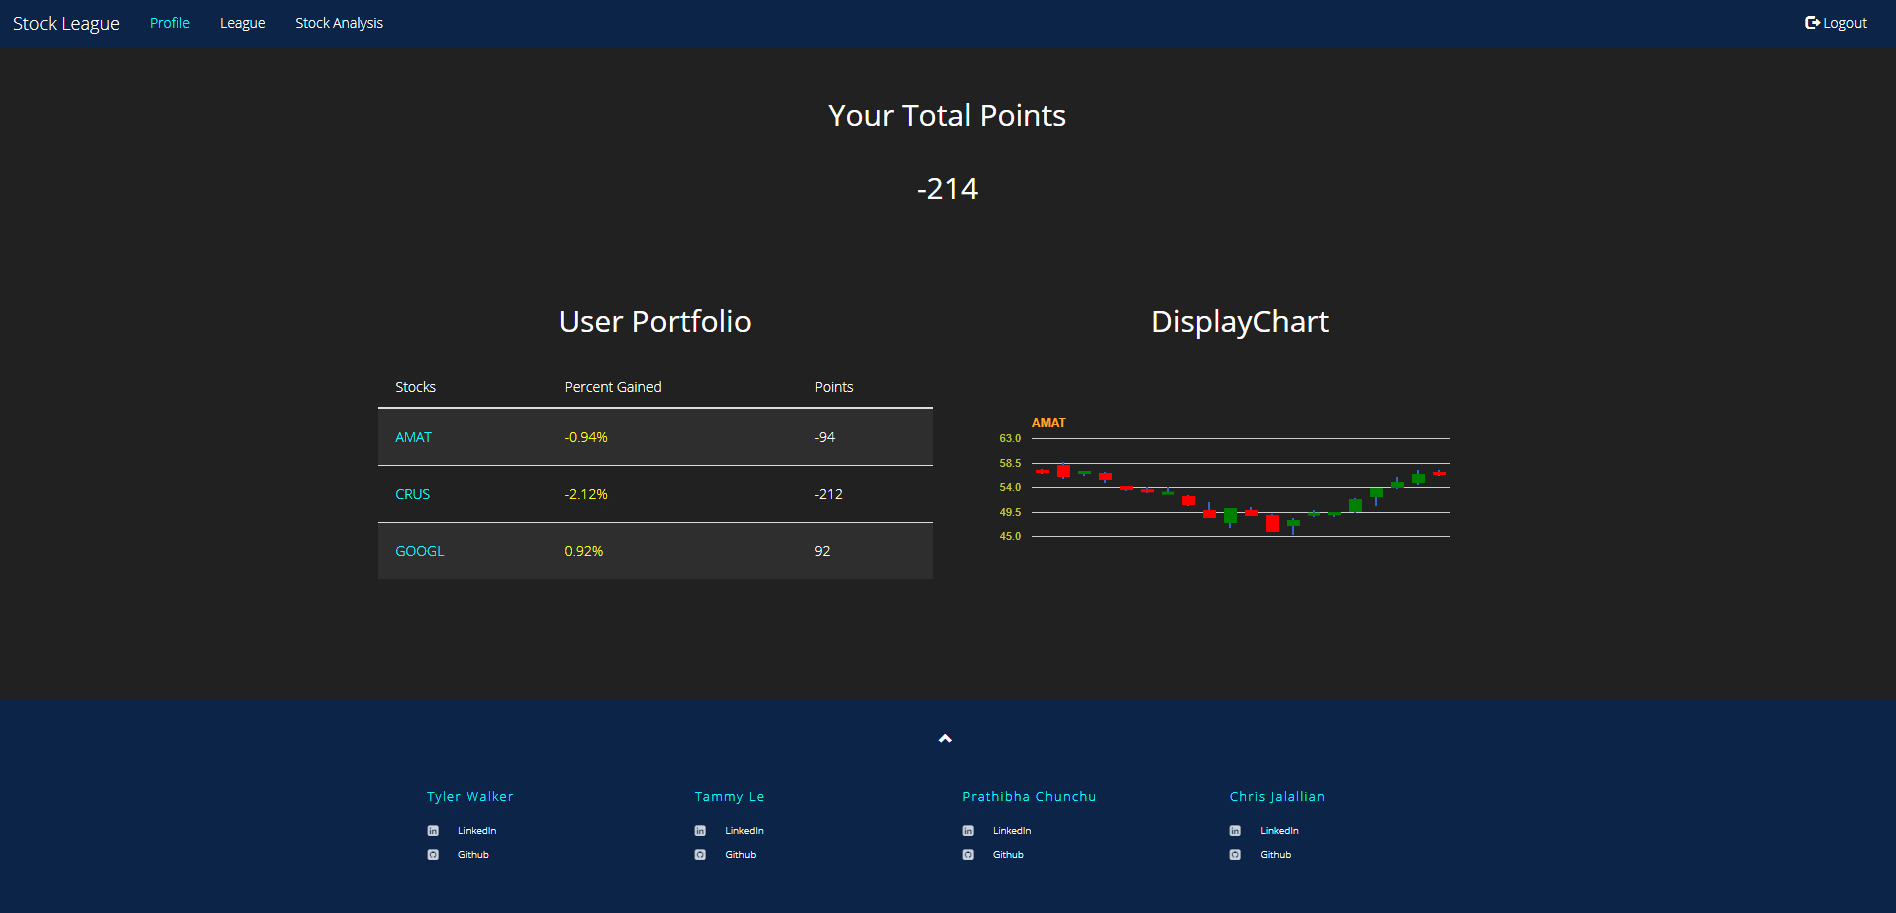 Stock League Profile League Stock Analysis Logout
Your Total Points
-214
User Portfolio
Stocks Percent Gained Points
AMAT -0.94% -94
CRUS -2.12% -212
GOOGL 0.92% 92
DisplayChart
AMAT
63.0
58.5
54.0
49.5
45.0
Tyler Walker Tammy Le Prathibha Chunchu Chris Jalallian
LinkedIn LinkedIn LinkedIn LinkedIn
Github Github Github Github